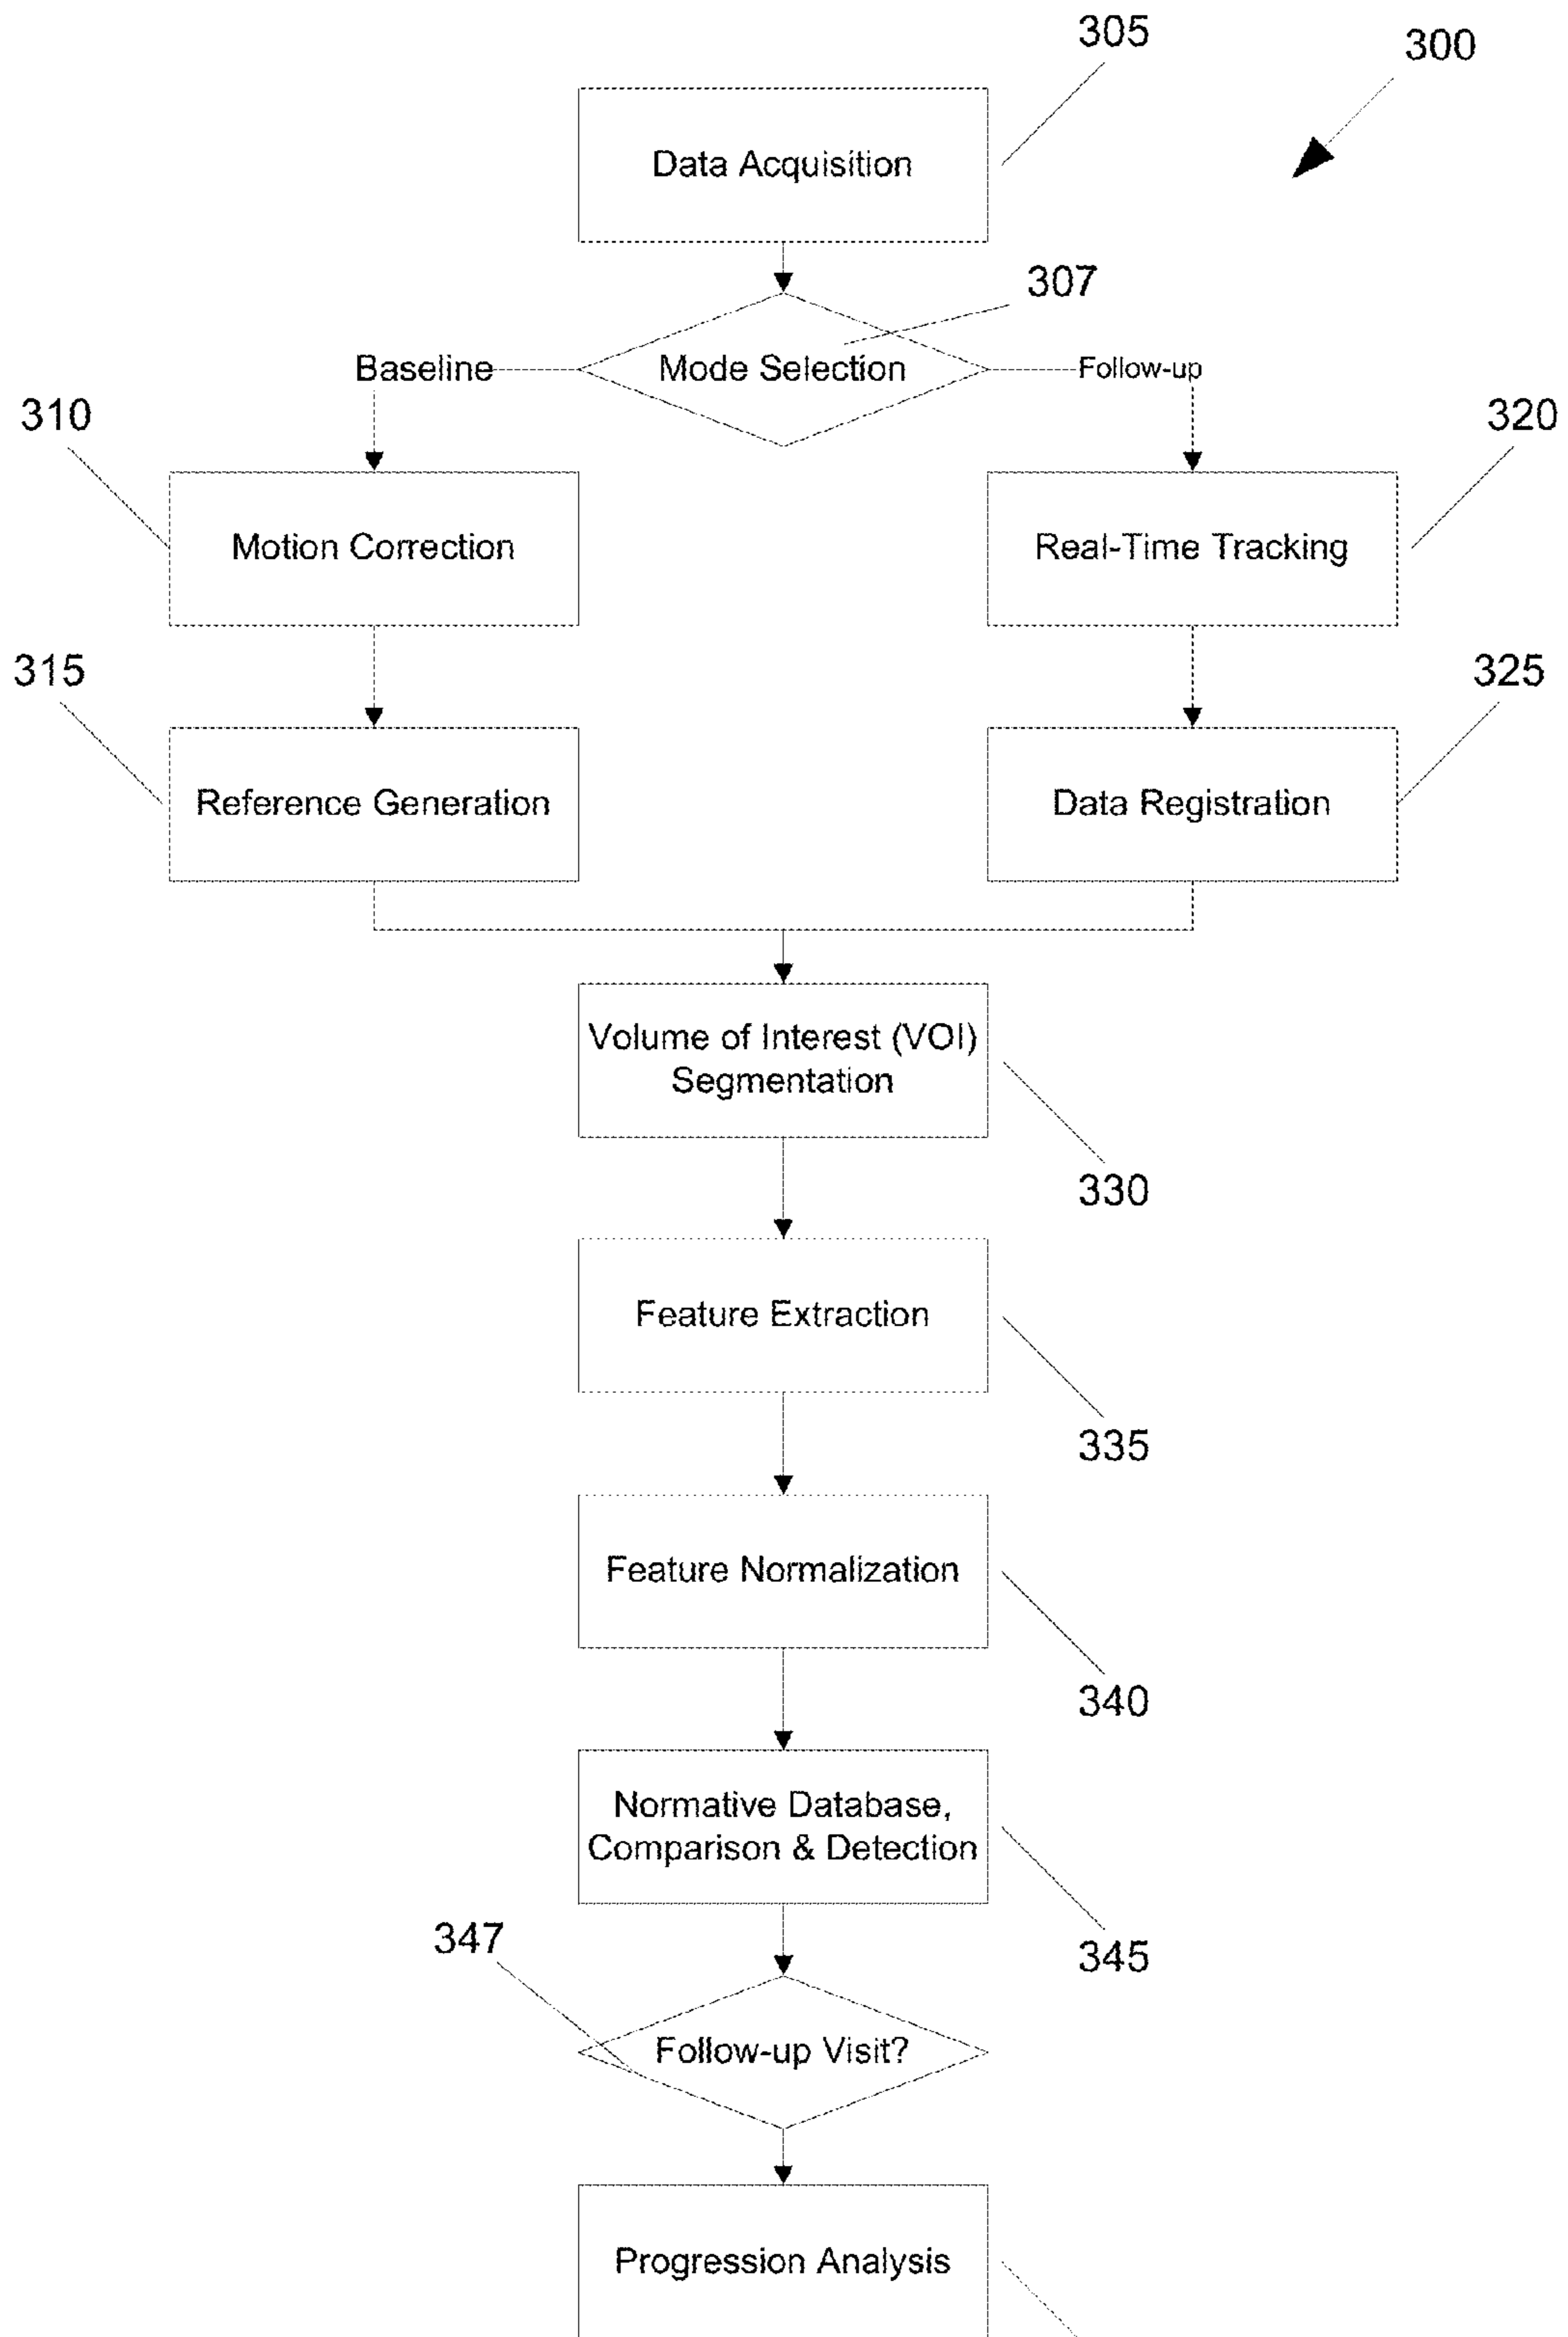 305
300
Data Acquisition
307
Baseline
Mode Selection
Follow-up
310
320
Motion Correction
Real-Time Tracking
315
325
Reference Generation
Data Registration
Volume of Interest (VOI)
Segmentation
330
Feature Extraction
335
Feature Normalization
340
Normative Database,
Comparison & Detection
347
345
Follow-up Visit?
Progression Analysis